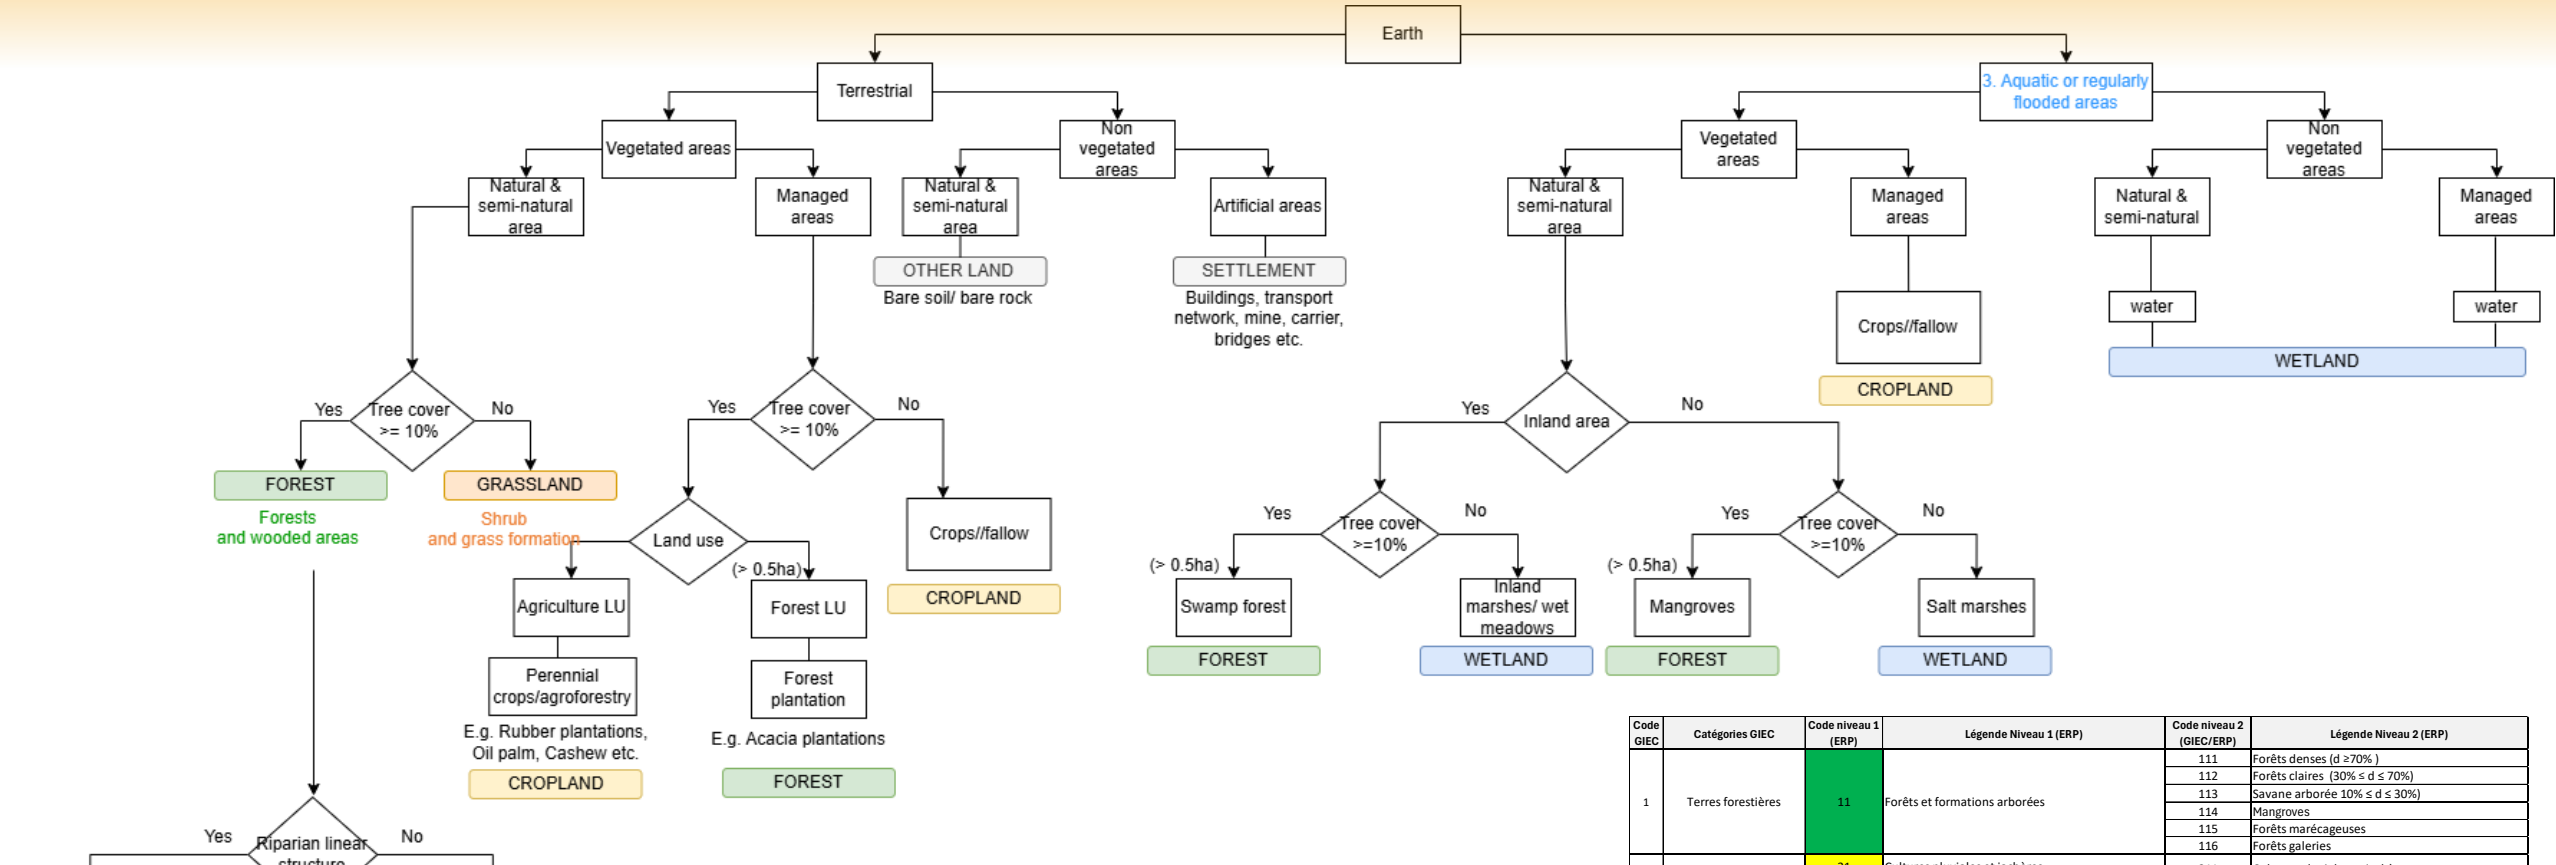 Earth
Terrestrial
3. Aquatic or regularly
flooded areas
Vegetated areas
Non
vegetated
areas
Vegetated
areas
Non
vegetated
areas
Natural &
semi-natural
area
Managed
areas
Natural &
semi-natural
area
Artificial areas
Natural &
semi-natural
area
Managed
areas
Natural &
semi-natural
Managed
areas
OTHER LAND
Bare soil/ bare rock
SETTLEMENT
Buildings, transport
network, mine, carrier,
bridges etc.
Crops//fallow
CROPLAND
water
water
WETLAND
Yes
Tree cover
>= 10%
No
Yes
Tree cover
>= 10%
No
Yes
Inland area
No
FOREST
Forests
and wooded areas
GRASSLAND
Shrub
and grass formation
Land use
(> 0.5ha)
Crops//fallow
CROPLAND
Agriculture LU
Forest LU
Perennial
crops/agroforestry
Forest
plantation
E.g. Rubber plantations,
Oil palm, Cashew etc.
CROPLAND
E.g. Acacia plantations
FOREST
Yes
Tree cover
>=10%
No
(> 0.5ha)
Swamp forest
FOREST
Inland
marshes/ wet
meadows
WETLAND
Yes
Tree cover
>=10%
No
(> 0.5ha)
Mangroves
FOREST
Salt marshes
WETLAND
Yes
Riparian linear
structure
No
Code
GIEC
Catégories GIEC
Code niveau 1
(ERP)
Légende Niveau 1 (ERP)
Code niveau 2
(GIEC/ERP)
Légende Niveau 2 (ERP)
1
Terres forestières
11
Forêts et formations arborées
111
Forêts denses (d ≥70% )
112
Forêts claires (30% ≤ d ≤ 70%)
113
Savane arborée 10% ≤ d ≤ 30%)
114
Mangroves
115
Forêts marécageuses
116
Forêts galeries